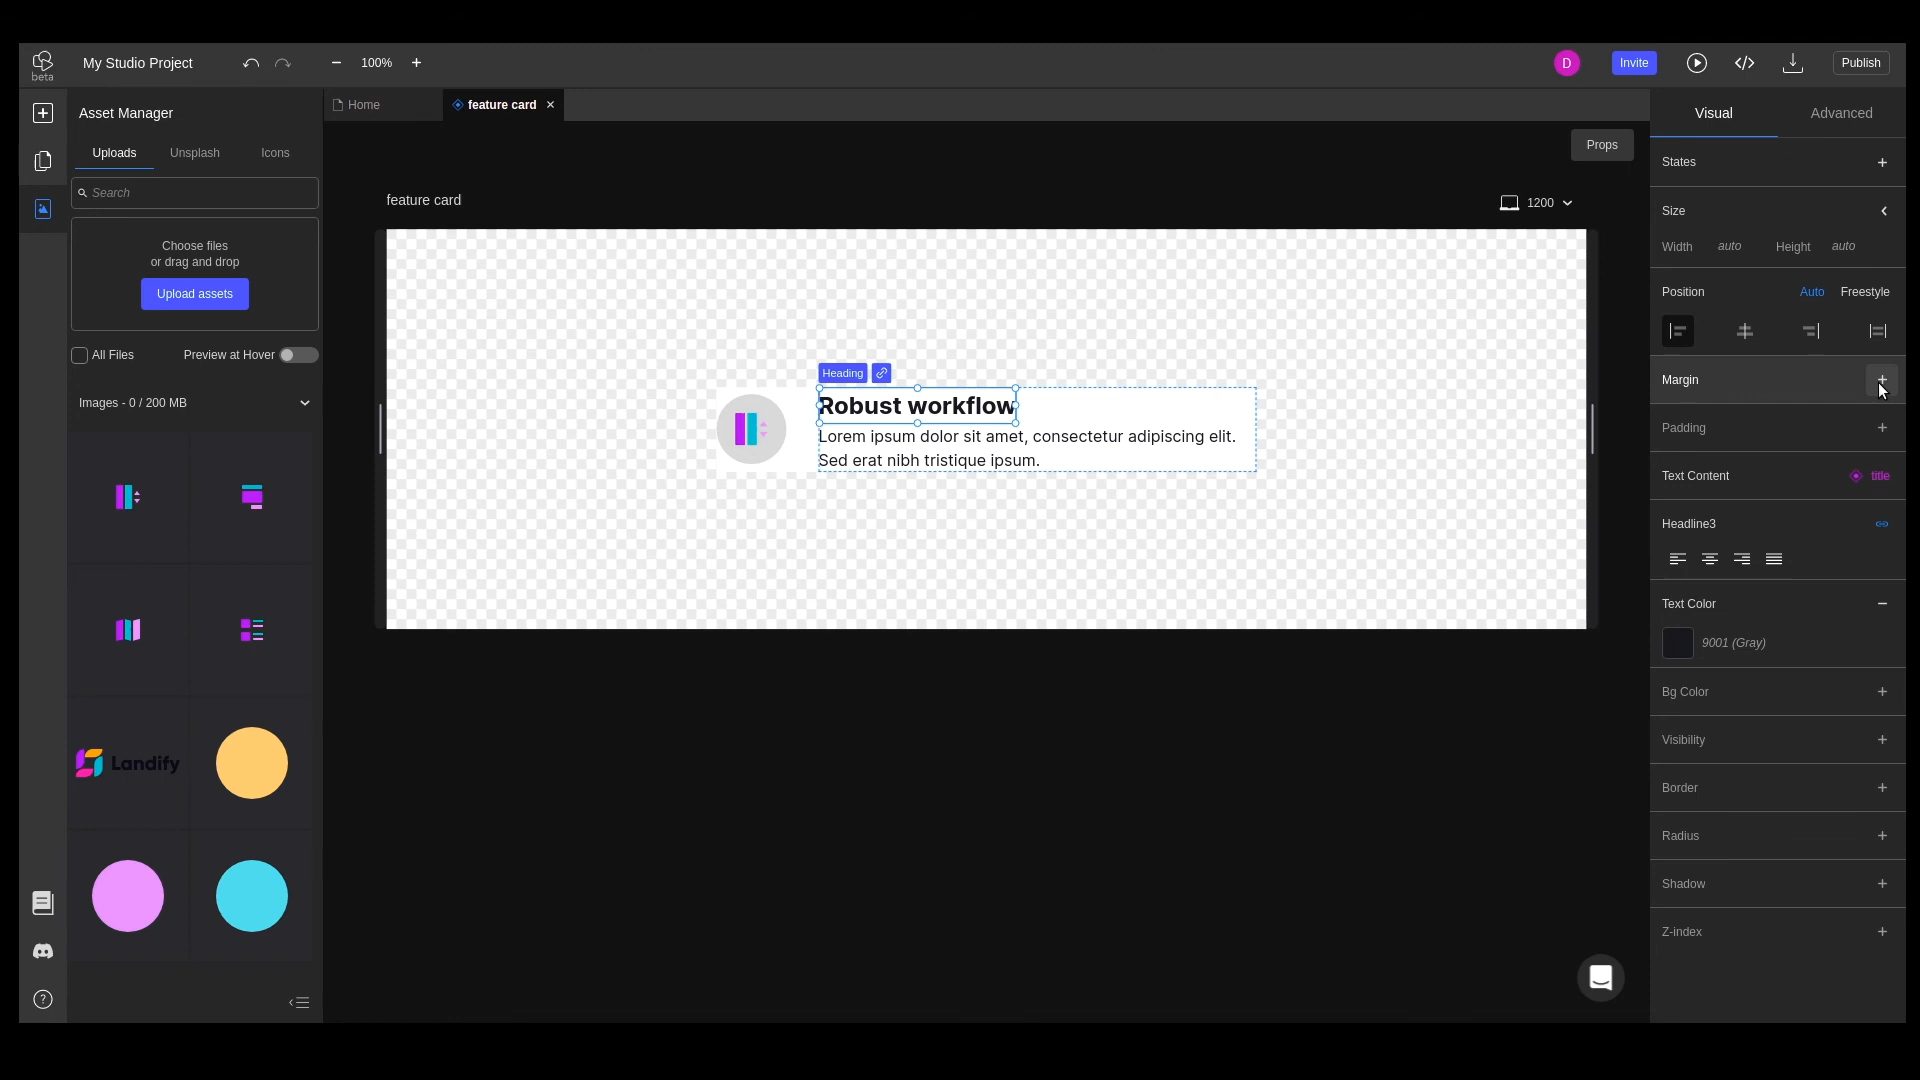 beta
My Studio Project
100%
D
Invite
Publish
Asset Manager
Home
feature card
Visual
Advanced
Uploads
Unsplash
Icons
Props
Search
States
feature card
1200
Size
Choose files
or drag and drop
Width
auto
Height
auto
Upload assets
Position
Auto
Freestyle
All Files
Preview at Hover
Heading
Margin
Images - 0 / 200 MB
Robust workflow
Lorem ipsum dolor sit amet, consectetur adipiscing elit.
Sed erat nibh tristique ipsum.
Padding
Text Content
title
Headline3
Text Color
9001 (Gray)
Bg Color
Visibility
Landify
Border
Radius
Shadow
Z-index